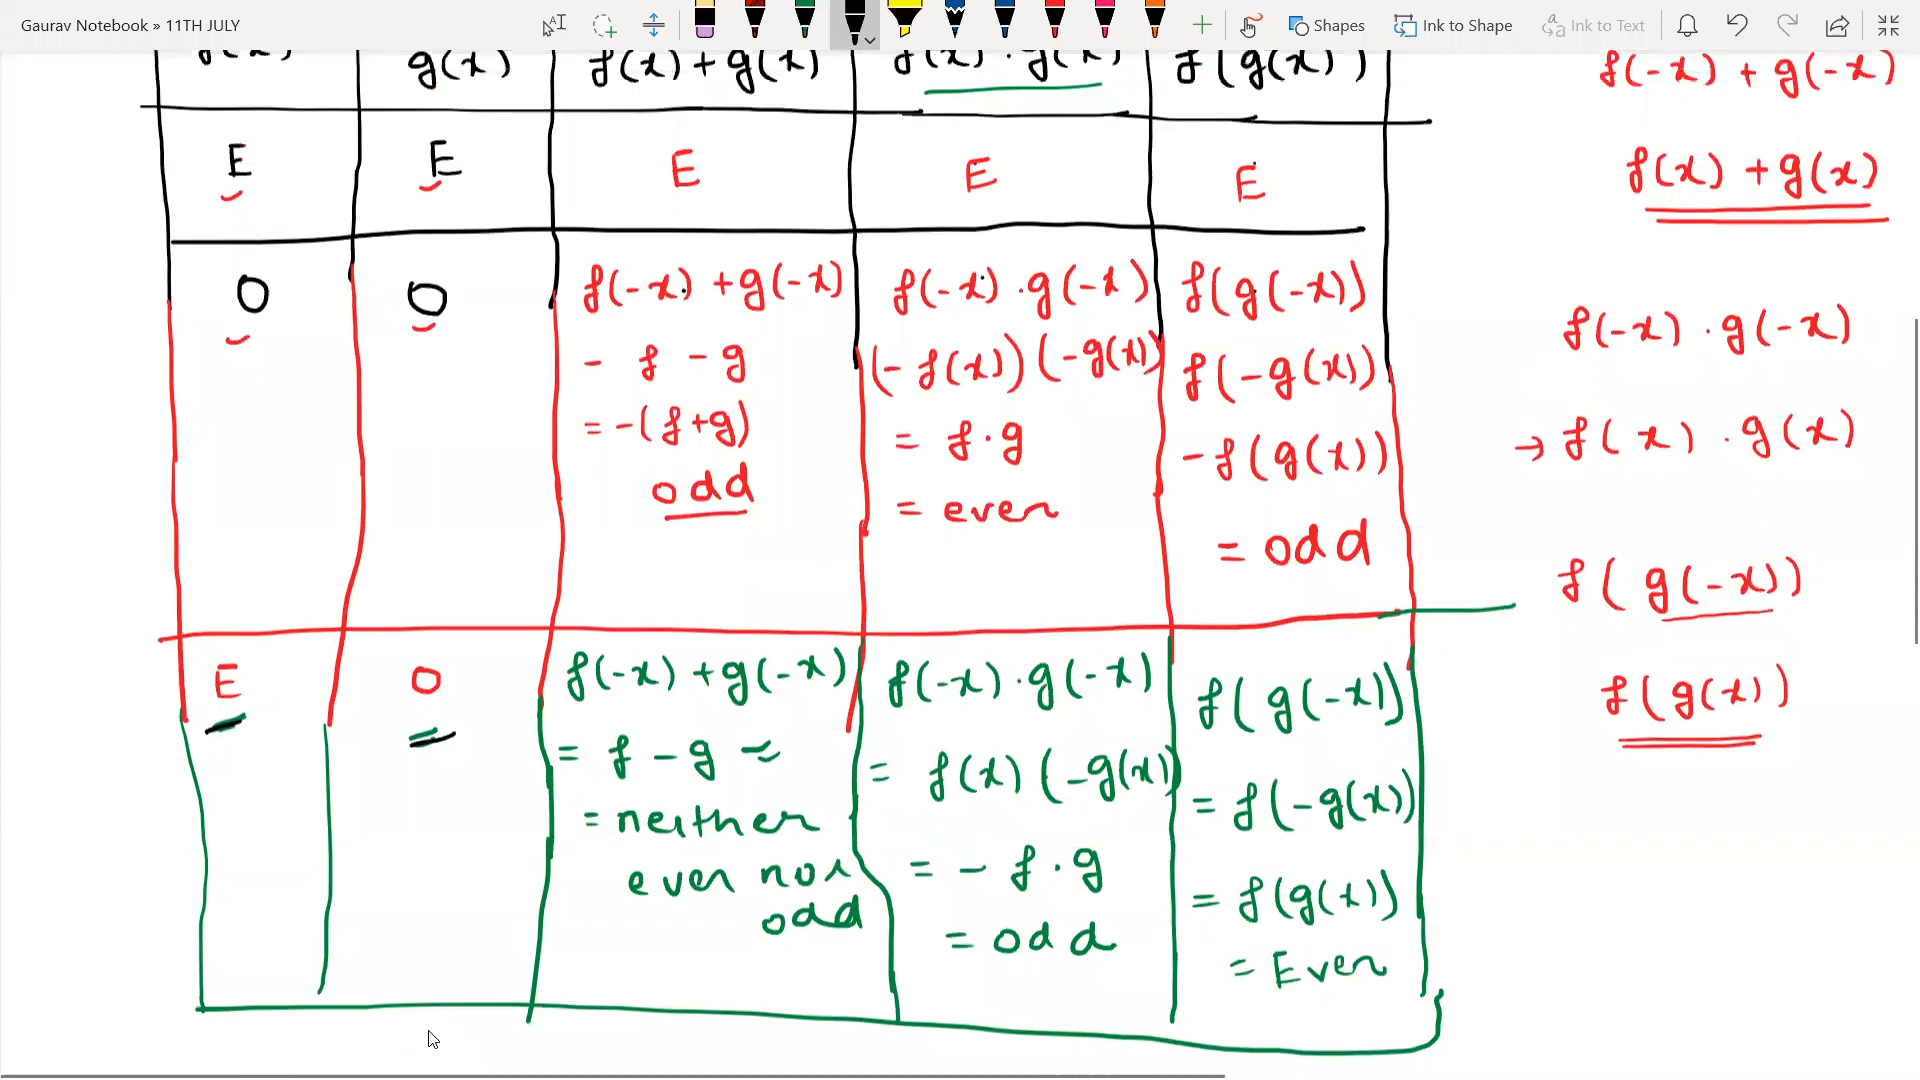 Gaurav Notebook » 11TH JULY
Shapes
Ink to Shape
Ink to Text
f(x) g(x) f(x)+g(x) f(x)·g(x) f(g(x))
E E E E E
O O
f(-x)+g(-x)
- f - g
= -(f+g)
odd
f(-x)·g(-x)
(-f(x))(-g(x))
= f·g
= even
f(g(-x))
f(-g(x))
-f(g(x))
= odd
E O
f(-x)+g(-x)
= f - g =
= neither
even nor
odd
f(-x)·g(-x)
= f(x)(-g(x))
= - f·g
= odd
f(g(-x))
= f(-g(x))
= f(g(x))
= Even
f(-x)+g(-x)
f(x)+g(x)
f(-x)·g(-x)
→ f(x)·g(x)
f(g(-x))
f(g(x))